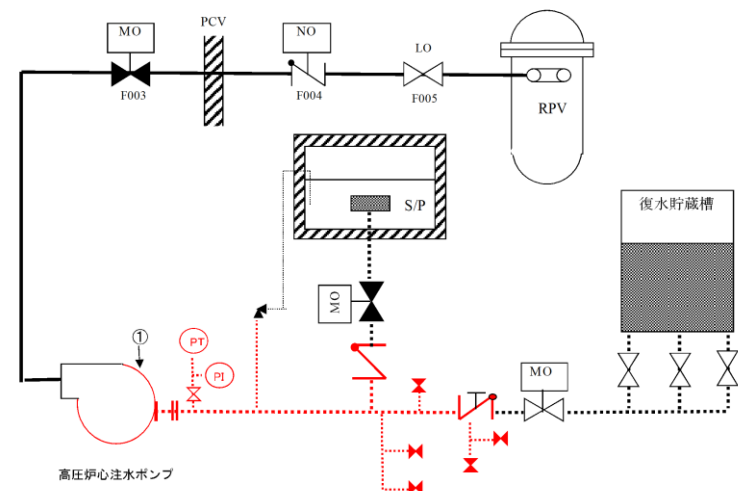 PCV
MO
NO
LO
F003
F004
F005
RPV
S/P
復水貯蔵槽
MO
①
PT
PI
MO
高圧炉心注水ポンプ